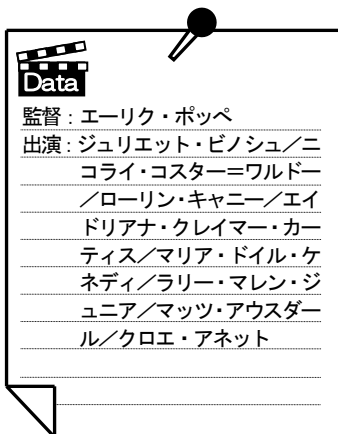 Data
監督:エーリク・ポッペ
出演:ジュリエット・ビノシュ/ニ
コライ・コスター=ワルドー
/ローリン・キャニー/エイ
ドリアナ・クレイマー・カー
ティス/マリア・ドイル・ケ
ネディ/ラリー・マレン・ジ
ュニア/マッツ・アウスダー
ル/クロエ・アネット